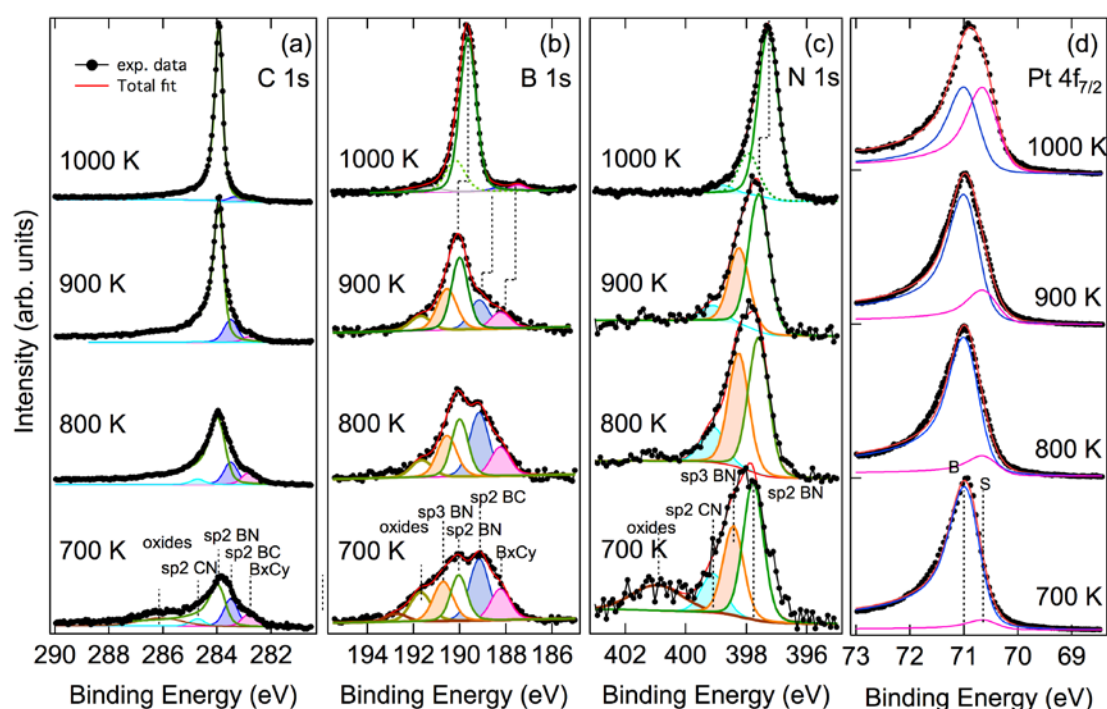 (a)
C 1s
exp. data
Total fit
1000 K
900 K
800 K
700 K
oxides
sp2 CN
sp2 BN
sp2 BC
BxCy
290 288 286 284 282
Binding Energy (eV)
Intensity (arb. units)
(b)
B 1s
1000 K
900 K
800 K
700 K
oxides
sp3 BN
sp2 BN
sp2 BC
BxCy
194 192 190 188 186
Binding Energy (eV)
(c)
N 1s
1000 K
900 K
800 K
700 K
oxides
sp2 CN
sp3 BN
sp2 BN
402 400 398 396
Binding Energy (eV)
(d)
Pt 4f7/2
1000 K
900 K
800 K
B
S
700 K
73 72 71 70 69
Binding Energy (eV)